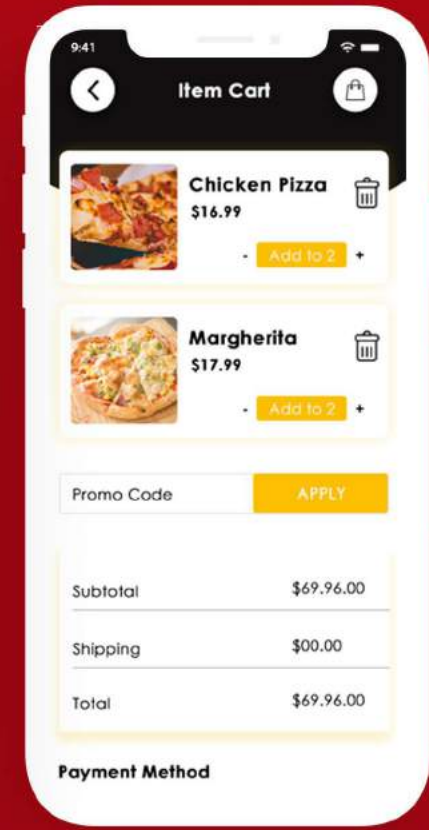 9:41
Item Cart
Chicken Pizza
$16.99
- Add to 2 +
Margherita
$17.99
- Add to 2 +
Promo Code APPLY
Subtotal $69.96.00
Shipping $00.00
Total $69.96.00
Payment Method